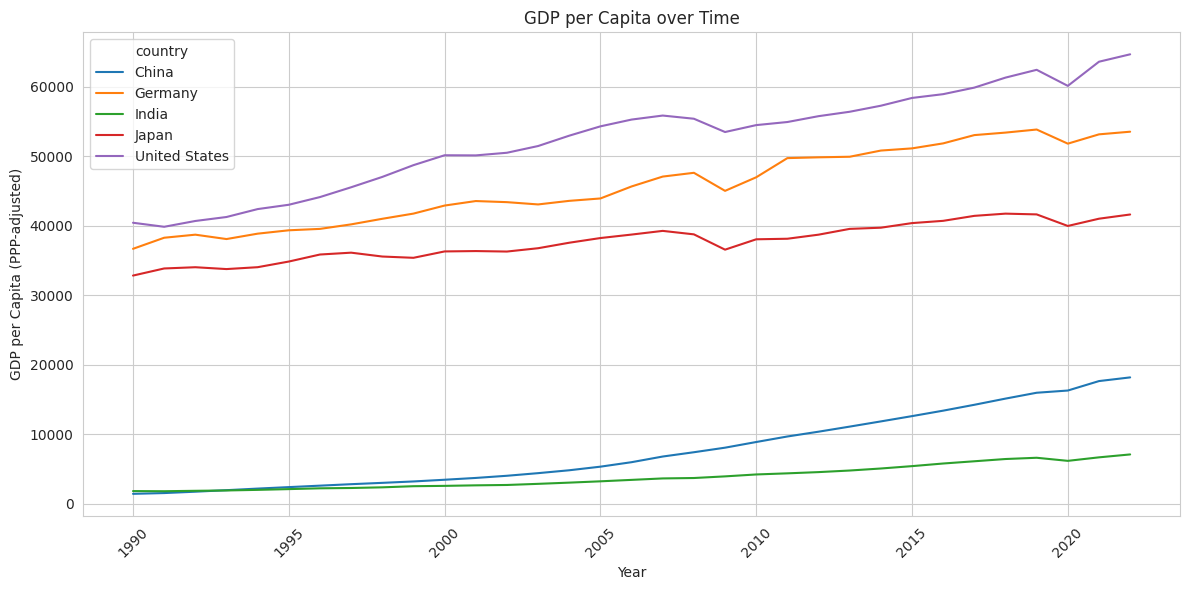 GDP per Capita over Time
country
China
Germany
India
Japan
United States
GDP per Capita (PPP-adjusted)
60000
50000
40000
30000
20000
10000
0
1990
1995
2000
2005
2010
2015
2020
Year